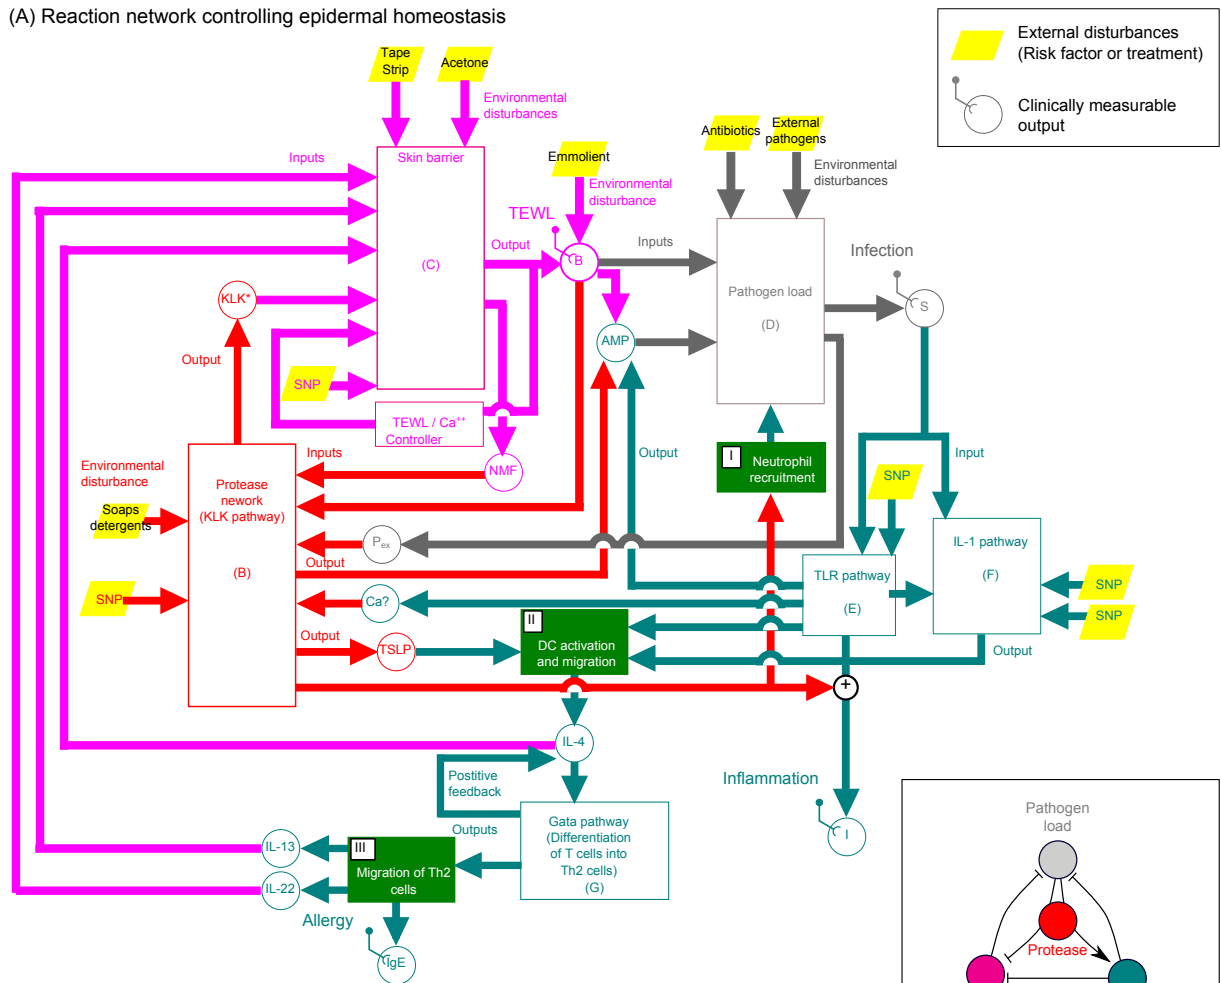 (A) Reaction network controlling epidermal homeostasis
External disturbances
(Risk factor or treatment)
Clinically measurable
output
Tape
Strip
Acetone
Environmental
disturbances
Inputs
Skin barrier
(C)
Output
Emmolient
Environmental
disturbance
TEWL
B
Antibiotics
External
pathogens
Environmental
disturbances
Inputs
Pathogen load
(D)
Infection
S
KLK*
Output
SNP
TEWL / Ca++
Controller
AMP
Output
I
Neutrophil
recruitment
Input
SNP
Environmental
disturbance
Soaps
detergents
Protease
nework
(KLK pathway)
(B)
Inputs
NMF
Pex
Output
SNP
Ca?
Output
TSLP
II
DC activation
and migration
TLR pathway
(E)
IL-1 pathway
(F)
SNP
SNP
Output
+
IL-4
Postitive
feedback
Inflammation
I
Outputs
Gata pathway
(Differentiation
of T cells into
Th2 cells)
(G)
IL-13
IL-22
III
Migration of Th2
cells
Allergy
IgE
Pathogen
load
Protease